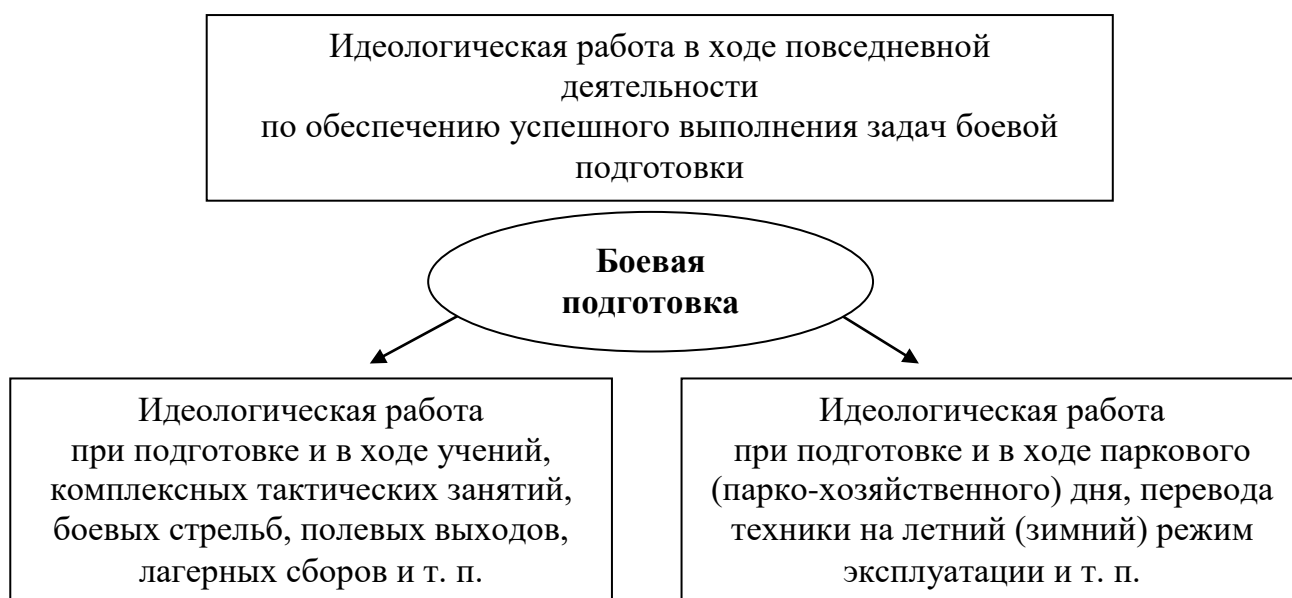 Идеологическая работа в ходе повседневной
деятельности
по обеспечению успешного выполнения задач боевой
подготовки
Боевая
подготовка
Идеологическая работа
при подготовке и в ходе учений,
комплексных тактических занятий,
боевых стрельб, полевых выходов,
лагерных сборов и т. п.
Идеологическая работа
при подготовке и в ходе паркового
(парко-хозяйственного) дня, перевода
техники на летний (зимний) режим
эксплуатации и т. п.